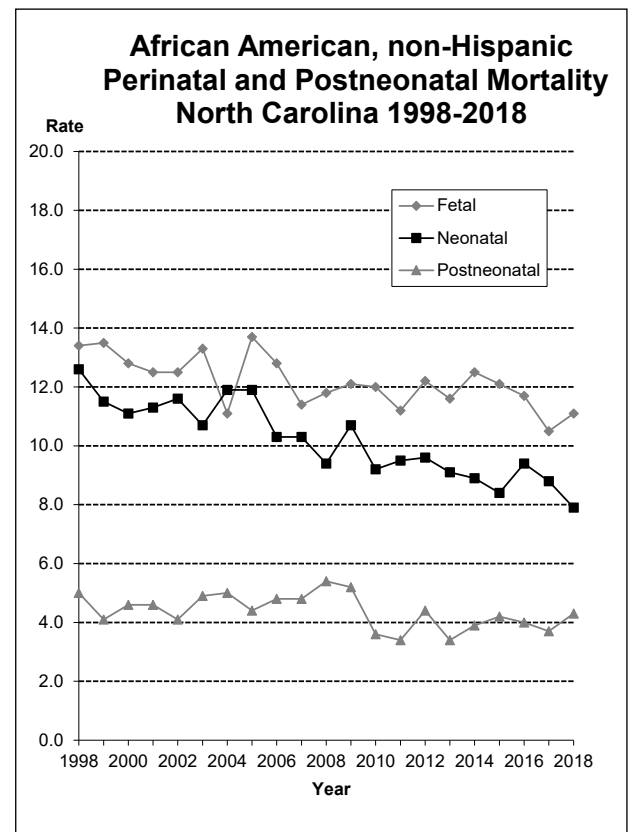 African American, non-Hispanic
Perinatal and Postneonatal Mortality
North Carolina 1998-2018
Rate
20.0
18.0
16.0
14.0
12.0
10.0
8.0
6.0
4.0
2.0
0.0
Fetal
Neonatal
Postneonatal
1998 2000 2002 2004 2006 2008 2010 2012 2014 2016 2018
Year